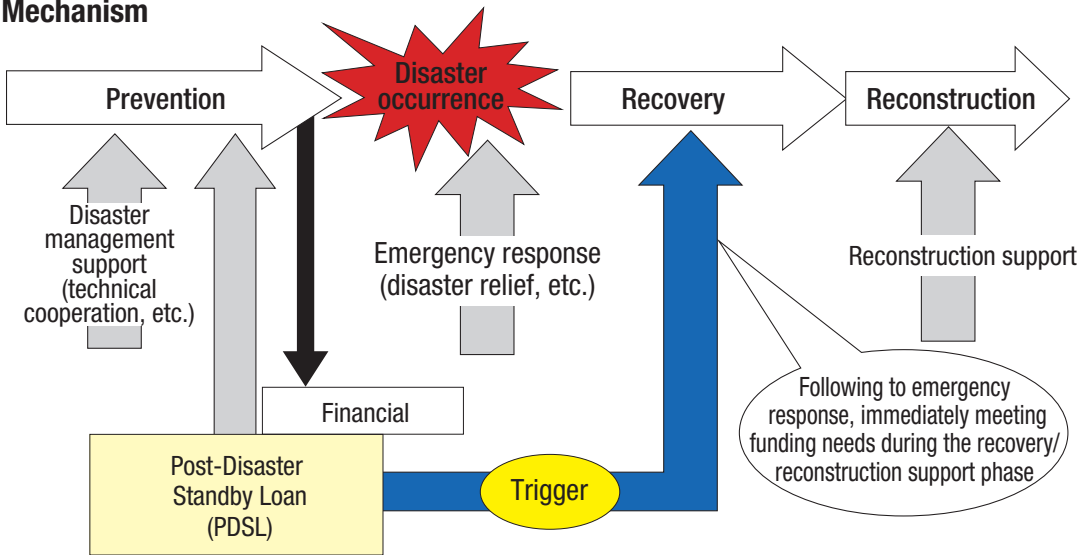 Mechanism
Prevention
Disaster
occurrence
Recovery
Reconstruction
Disaster
management
support
(technical
cooperation, etc.)
Emergency response
(disaster relief, etc.)
Reconstruction support
Financial
Post-Disaster
Standby Loan
(PDSL)
Trigger
Following to emergency
response, immediately meeting
funding needs during the recovery/
reconstruction support phase